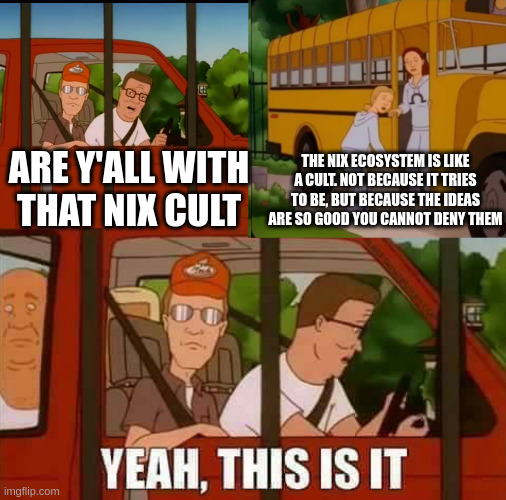 ARE Y'ALL WITH
THAT NIX CULT
THE NIX ECOSYSTEM IS LIKE
A CULT. NOT BECAUSE IT TRIES
TO BE, BUT BECAUSE THE IDEAS
ARE SO GOOD YOU CANNOT DENY THEM
YEAH, THIS IS IT
imgflip.com